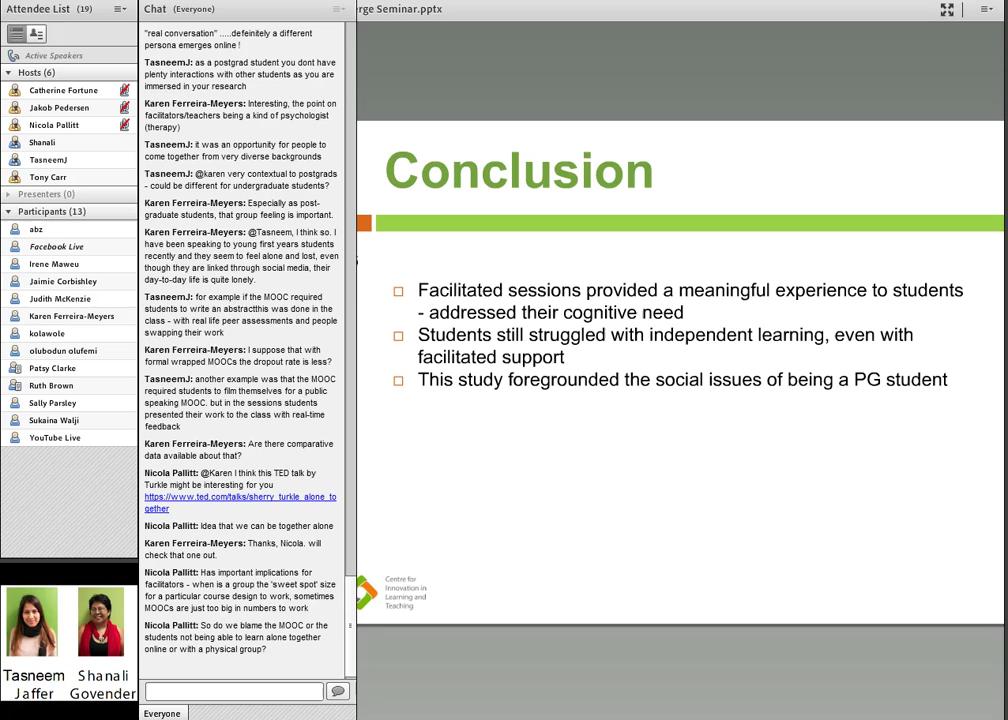 Attendee List (19)
Active Speakers
Hosts (6)
Catherine Fortune
Jakob Pedersen
Nicola Pallitt
Shanali
TasneemJ
Tony Carr
Presenters (0)
Participants (13)
abz
Facebook Live
Irene Maweu
Jaimie Corbishley
Judith McKenzie
Karen Ferreira-Meyers
kolawole
olubodun olufemi
Patsy Clarke
Ruth Brown
Sally Parsley
Sukaina Walji
YouTube Live
Tasneem
Jaffer
Shanali
Govender
Chat (Everyone)
"real conversation" .....defeinitely a different
persona emerges online !
TasneemJ: as a postgrad student you dont have
plenty interactions with other students as you are
immersed in your research
Karen Ferreira-Meyers: Interesting, the point on
facilitators/teachers being a kind of psychologist
(therapy)
TasneemJ: it was an opportunity for people to
come together from very diverse backgrounds
TasneemJ: @karen very contextual to postgrads
- could be different for undergraduate students?
Karen Ferreira-Meyers: Especially as post-
graduate students, that group feeling is important.
Karen Ferreira-Meyers: @Tasneem, I think so. I
have been speaking to young first years students
recently and they seem to feel alone and lost, even
though they are linked through social media, their
day-to-day life is quite lonely.
TasneemJ: for example if the MOOC required
students to write an abstractthis was done in the
class - with real life peer assessments and people
swapping their work
Karen Ferreira-Meyers: I suppose that with
formal wrapped MOOCs the dropout rate is less?
TasneemJ: another example was that the MOOC
required students to film themselves for a public
speaking MOOC. but in the sessions students
presented their work to the class with real-time
feedback
Karen Ferreira-Meyers: Are there comparative
data available about that?
Nicola Pallitt: @Karen I think this TED talk by
Turkle might be interesting for you
https://www.ted.com/talks/sherry_turkle_alone_to
gether
Nicola Pallitt: Idea that we can be together alone
Karen Ferreira-Meyers: Thanks, Nicola. will
check that one out.
Nicola Pallitt: Has important implications for
facilitators - when is a group the 'sweet spot' size
for a particular course design to work, sometimes
MOOCs are just too big in numbers to work
Nicola Pallitt: So do we blame the MOOC or the
students not being able to learn alone together
online or with a physical group?
Everyone
erge Seminar.pptx
Conclusion
Facilitated sessions provided a meaningful experience to students
- addressed their cognitive need
Students still struggled with independent learning, even with
facilitated support
This study foregrounded the social issues of being a PG student
Centre for
Innovation in
Learning and
Teaching